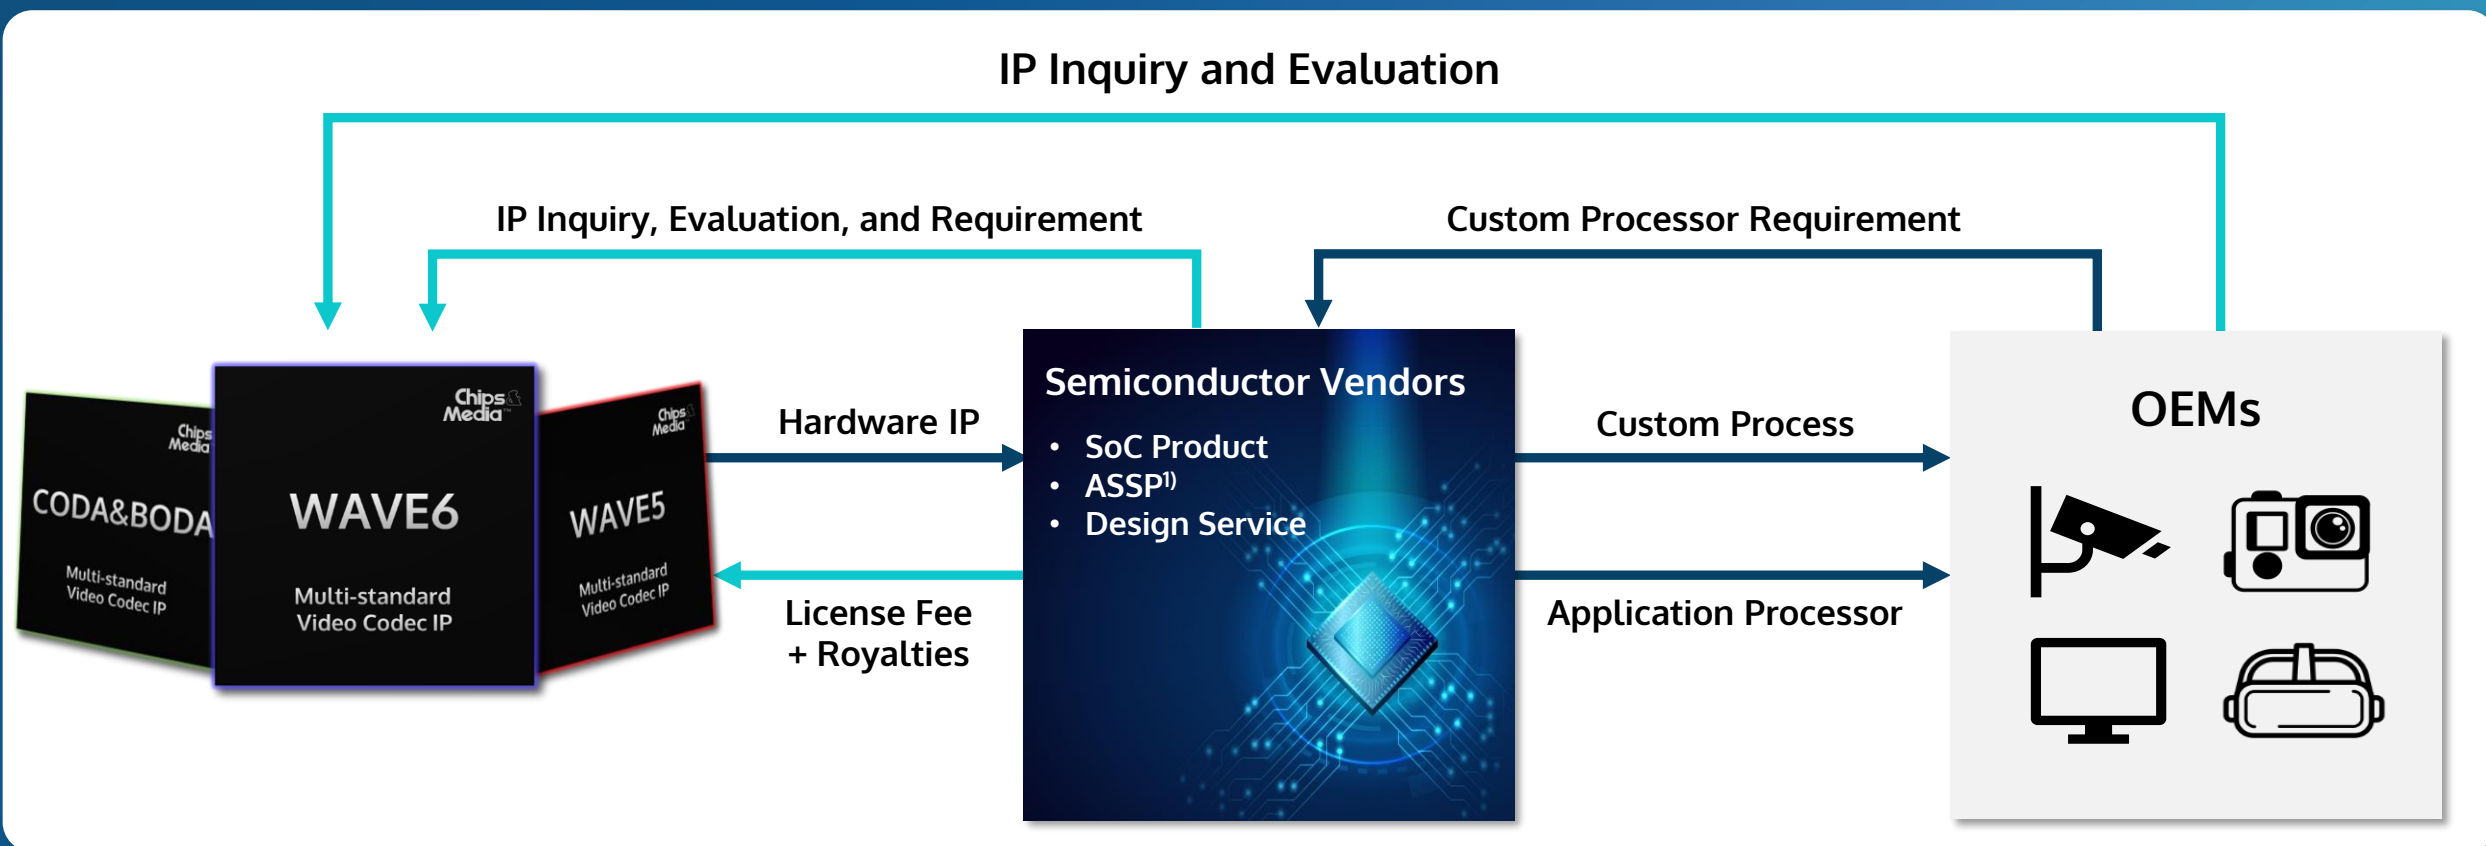 IP Inquiry and Evaluation
IP Inquiry, Evaluation, and Requirement
Custom Processor Requirement
Chips&
Media
CODA&BODA
Multi-standard
Video Codec IP
Chips&
Media™
WAVE6
Multi-standard
Video Codec IP
Chips&
Media
WAVE5
Multi-standard
Video Codec IP
Hardware IP
License Fee
+ Royalties
Semiconductor Vendors
• SoC Product
• ASSP¹⁾
• Design Service
Custom Process
Application Processor
OEMs